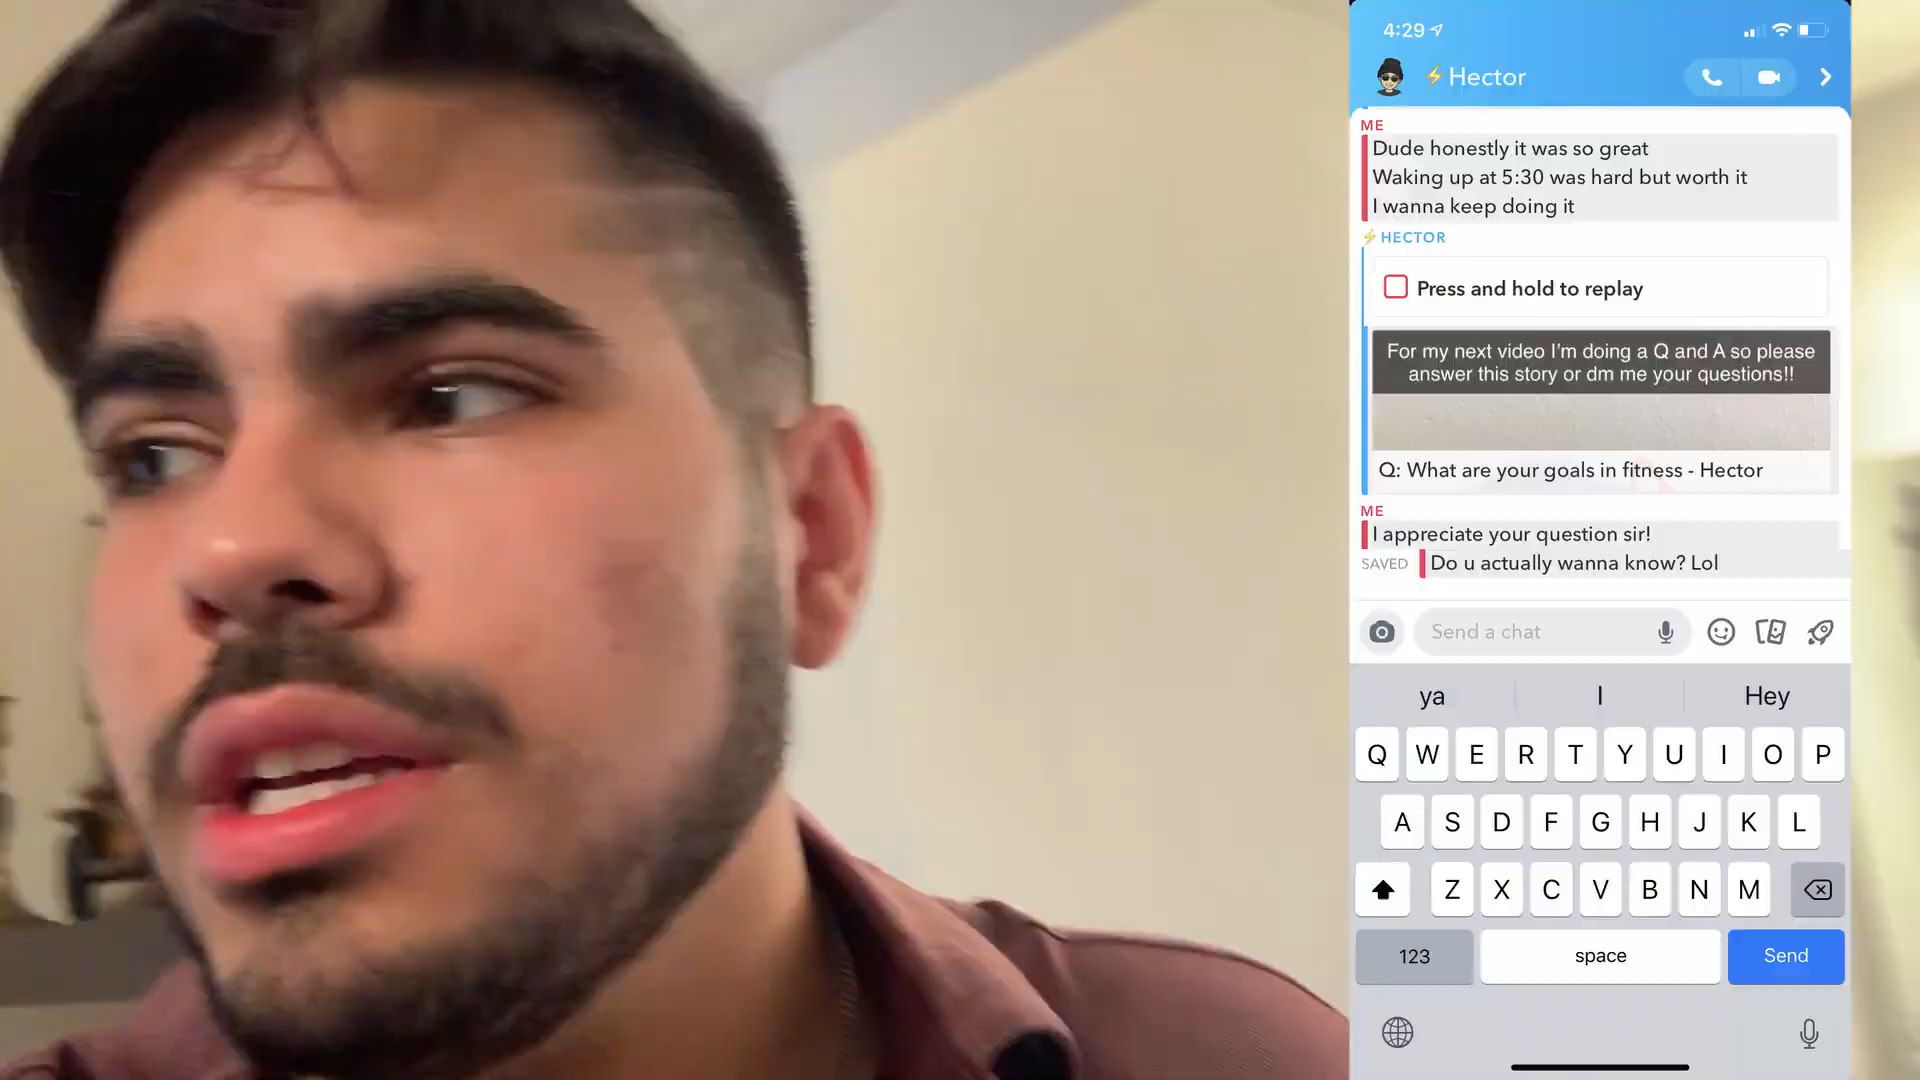 4:29
⚡Hector
ME
Dude honestly it was so great
Waking up at 5:30 was hard but worth it
I wanna keep doing it
⚡HECTOR
Press and hold to replay
For my next video I'm doing a Q and A so please
answer this story or dm me your questions!!
Q: What are your goals in fitness - Hector
ME
I appreciate your question sir!
SAVED Do u actually wanna know? Lol
Send a chat
ya I Hey
Q W E R T Y U I O P
A S D F G H J K L
Z X C V B N M
123 space Send